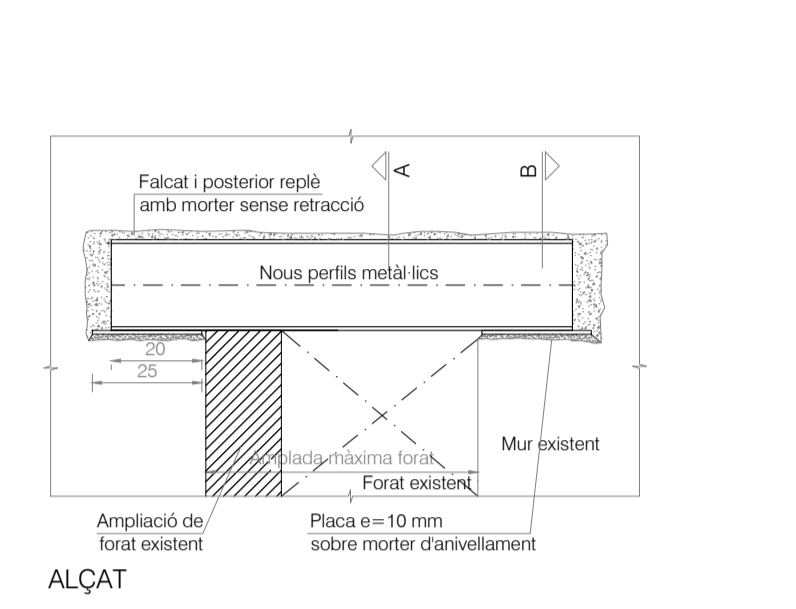 A
B
Falcat i posterior replè
amb morter sense retracció
Nous perfils metàl·lics
20
25
Mur existent
Amplada màxima forat
Forat existent
Ampliació de
forat existent
Placa e=10 mm
sobre morter d'anivellament
ALÇAT